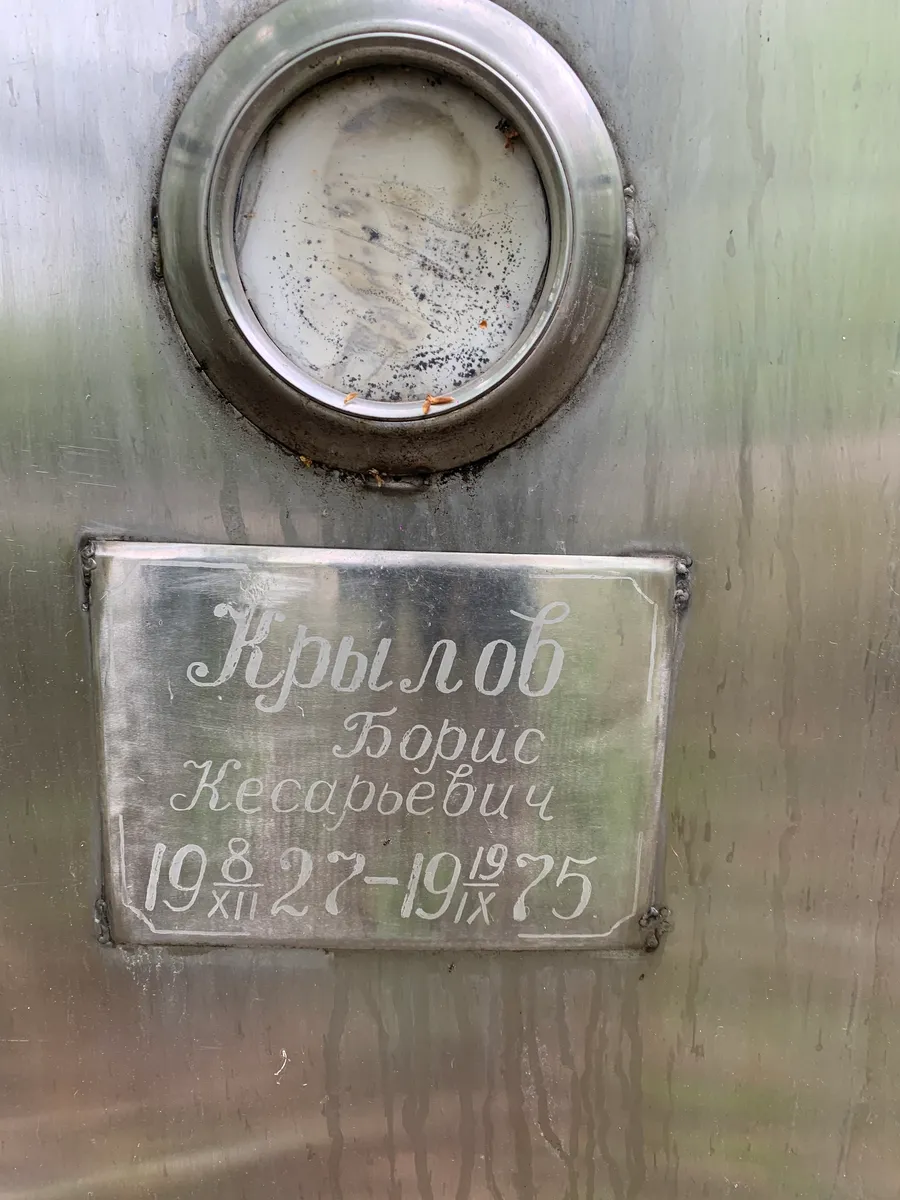 Крылов
Борис
Кесарьевич
19 8/XII 27-19 19/IX 75